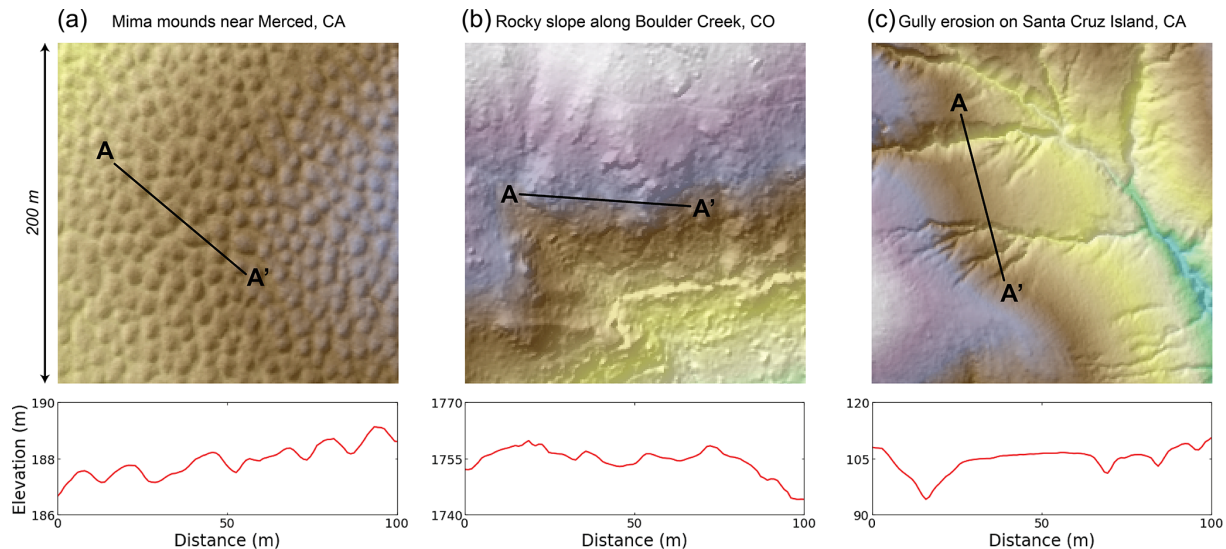 (a) Mima mounds near Merced, CA
(b) Rocky slope along Boulder Creek, CO
(c) Gully erosion on Santa Cruz Island, CA
200 m
A
A'
A
A'
A
A'
Elevation (m)
190
188
186
0
50
100
Distance (m)
1770
1755
1740
0
50
100
Distance (m)
120
105
90
0
50
100
Distance (m)